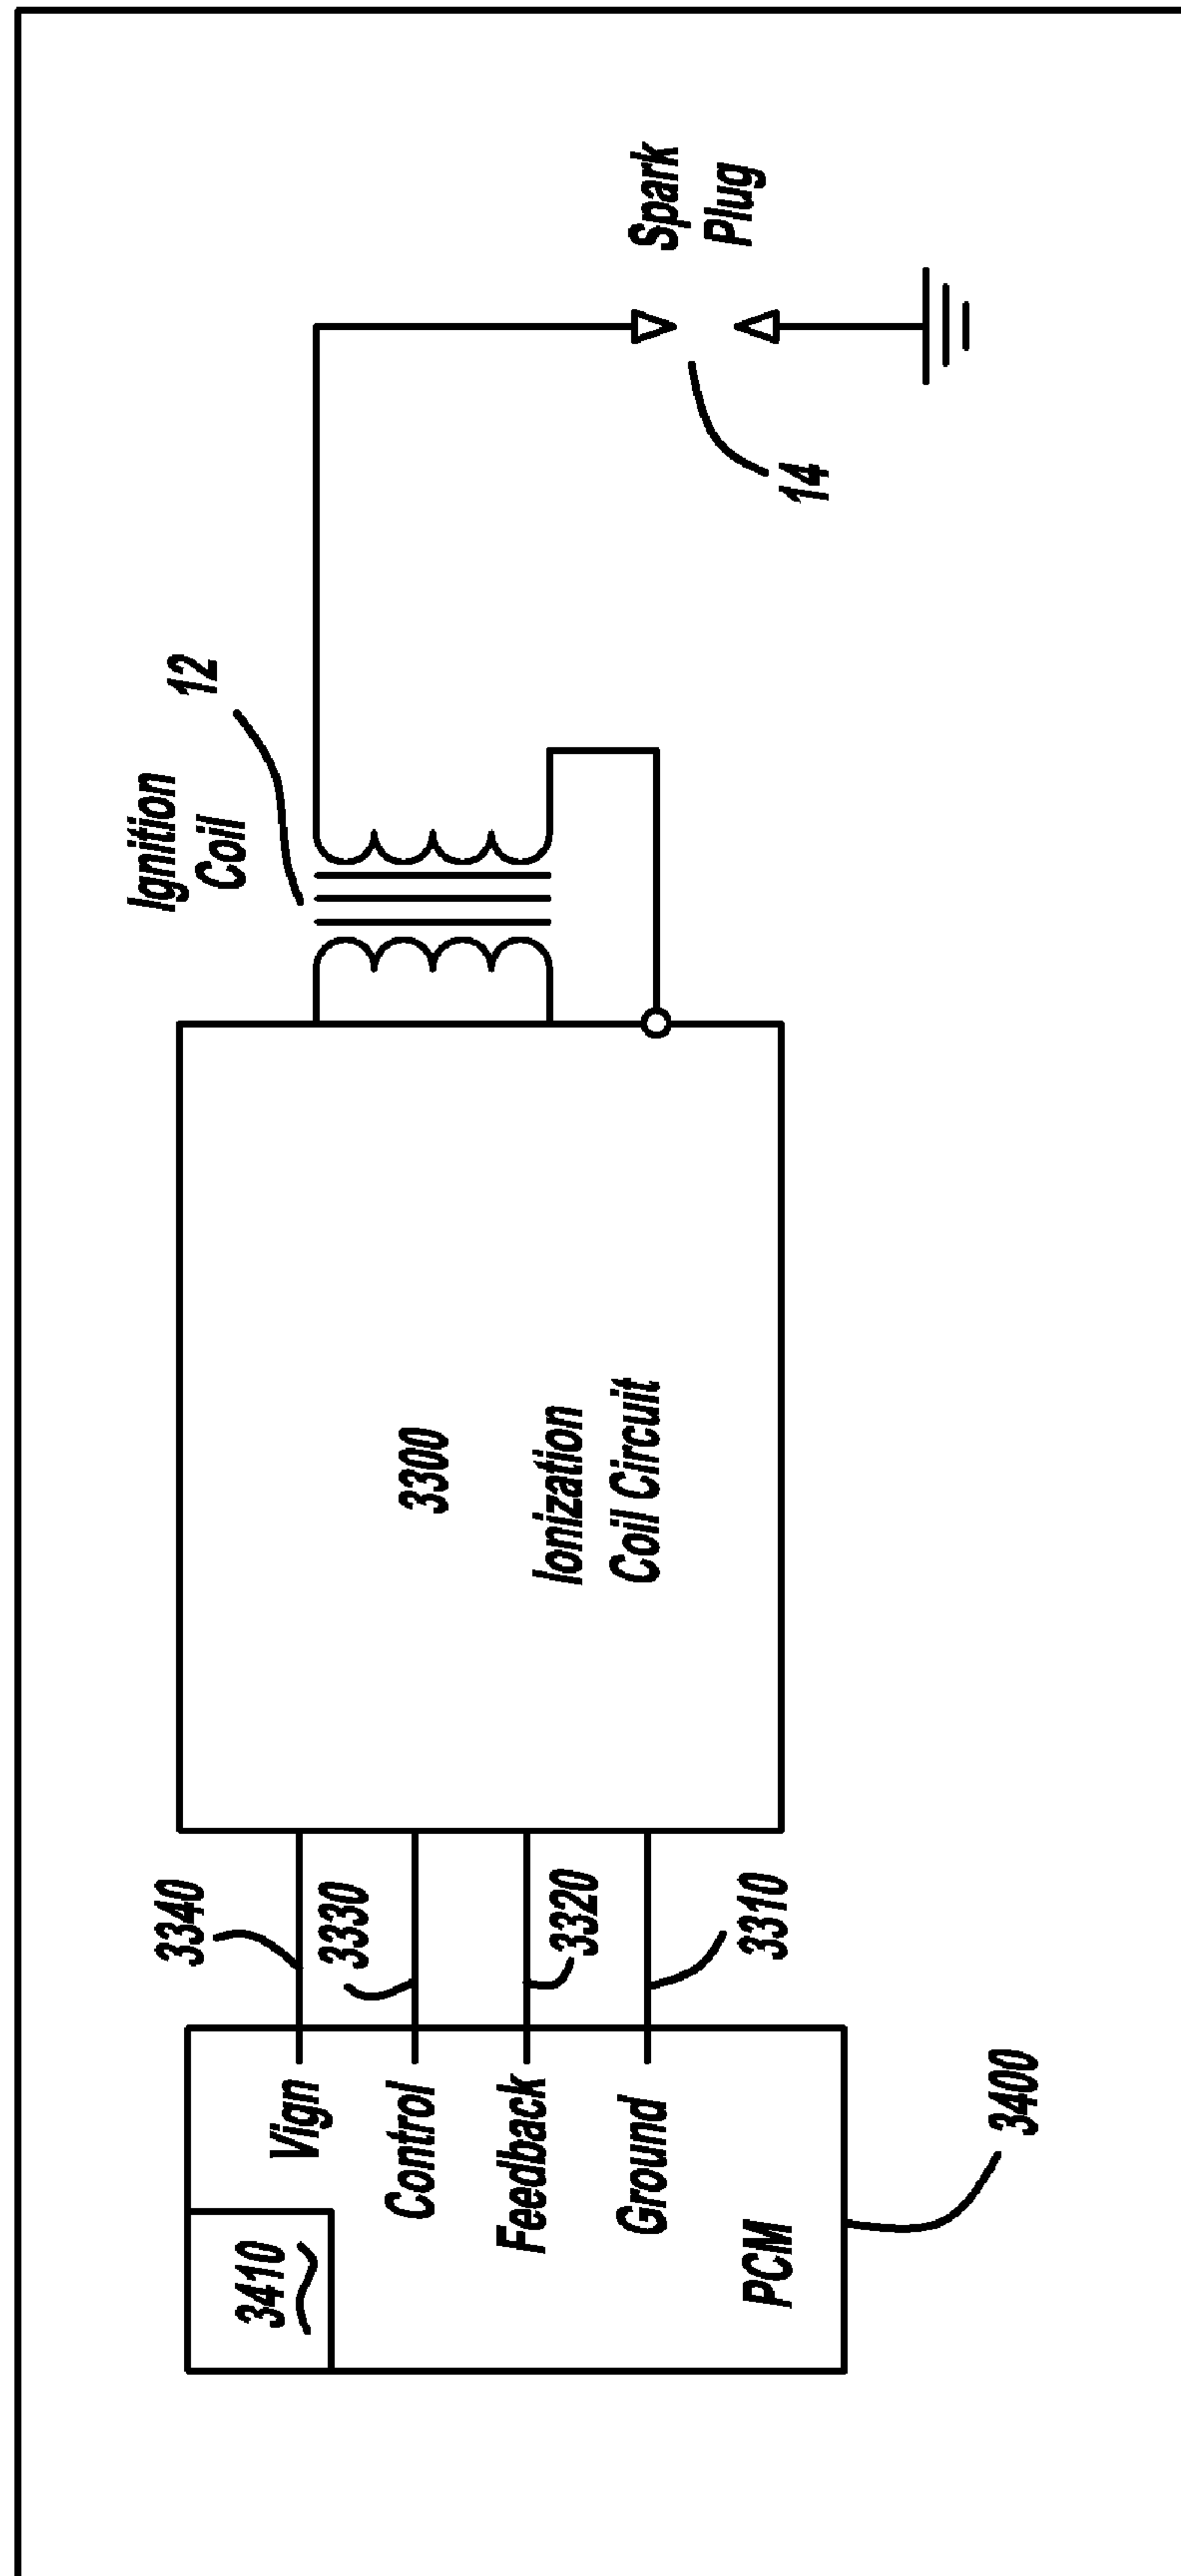 3410
Vign
Control
Feedback
Ground
PCM
3400
3340
3330
3320
3310
3300
Ionization
Coil Circuit
Ignition
Coil
12
14
Spark
Plug